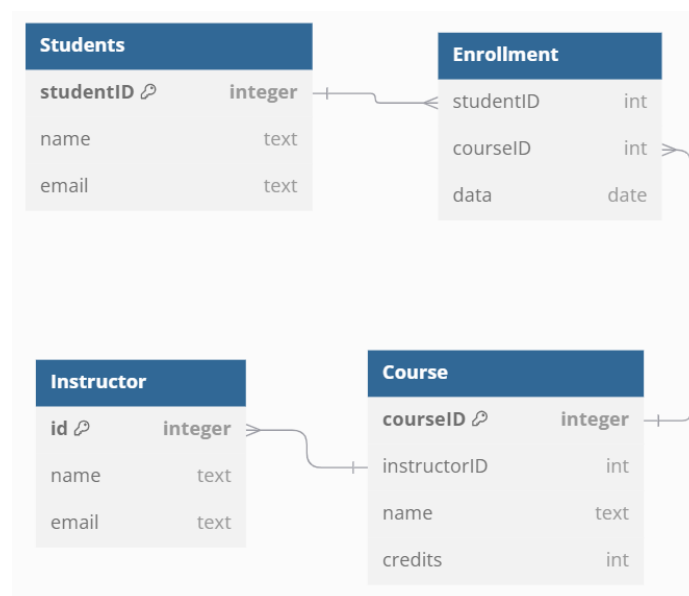 Students
studentID integer
name text
email text
Enrollment
studentID int
courseID int
data date
Instructor
id integer
name text
email text
Course
courseID integer
instructorID int
name text
credits int